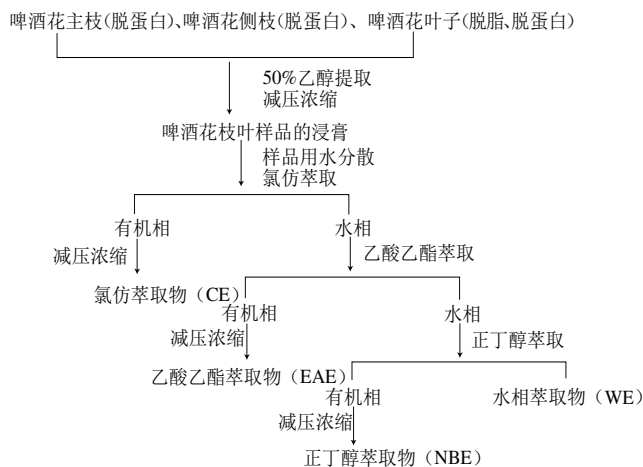 啤酒花主枝(脱蛋白)、啤酒花侧枝(脱蛋白)、 啤酒花叶子(脱脂、脱蛋白)
50%乙醇提取
减压浓缩
啤酒花枝叶样品的浸膏
样品用水分散
氯仿萃取
有机相
水相
减压浓缩
乙酸乙酯萃取
氯仿萃取物（CE）
有机相
水相
减压浓缩
正丁醇萃取
乙酸乙酯萃取物（EAE）
有机相
水相萃取物（WE）
减压浓缩
正丁醇萃取物（NBE）